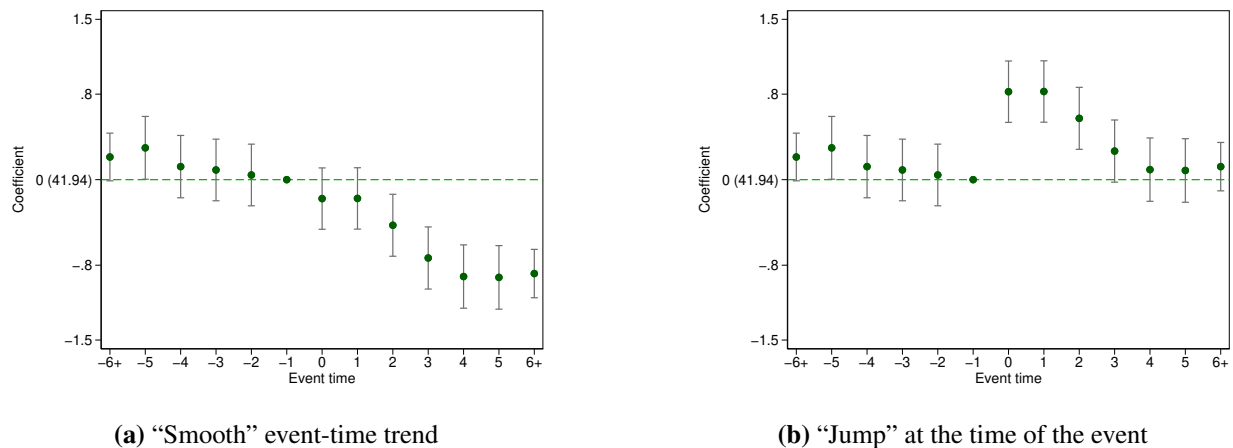 1.5
.8
0 (41.94)
−.8
−1.5
Coefficient
−6+ −5 −4 −3 −2 −1 0 1 2 3 4 5 6+
Event time
(a) “Smooth” event-time trend
1.5
.8
0 (41.94)
−.8
−1.5
Coefficient
−6+ −5 −4 −3 −2 −1 0 1 2 3 4 5 6+
Event time
(b) “Jump” at the time of the event